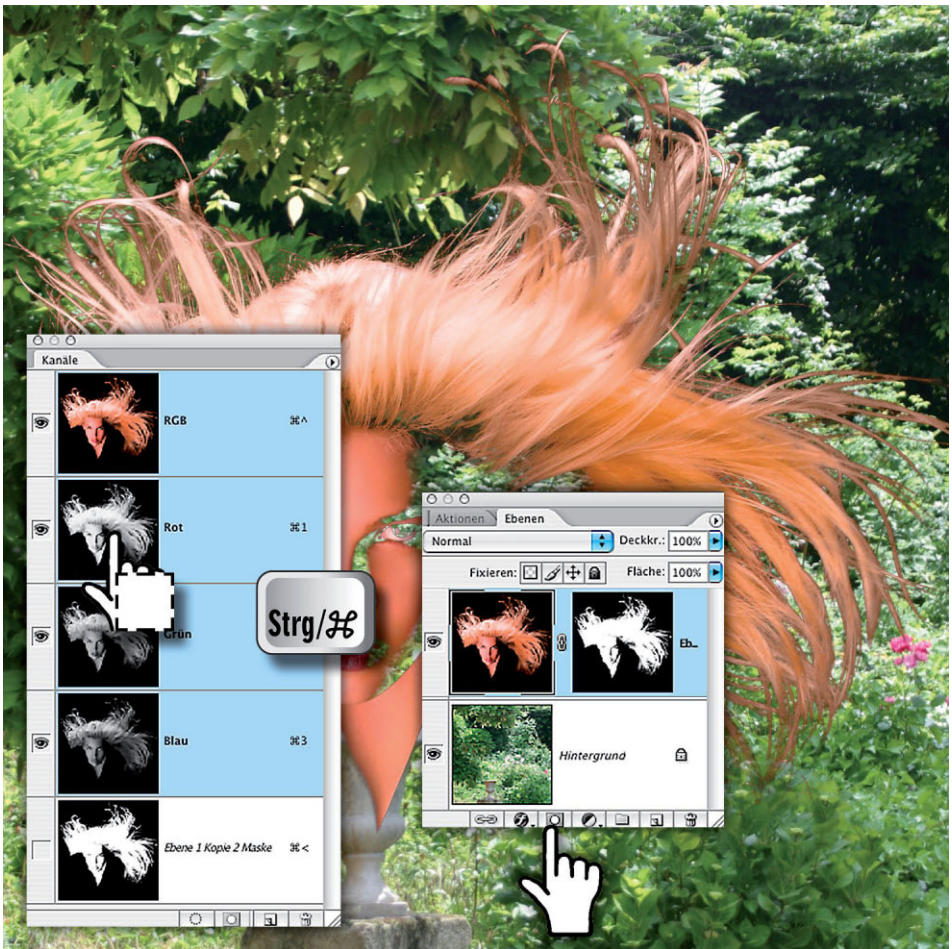 Kanäle
RGB ⌘^
Rot ⌘1
Grün
Blau ⌘3
Ebene 1 Kopie 2 Maske ⌘<
Strg/⌘
Aktionen Ebenen
Normal Deckkr.: 100%
Fixieren: Fläche: 100%
Eb...
Hintergrund